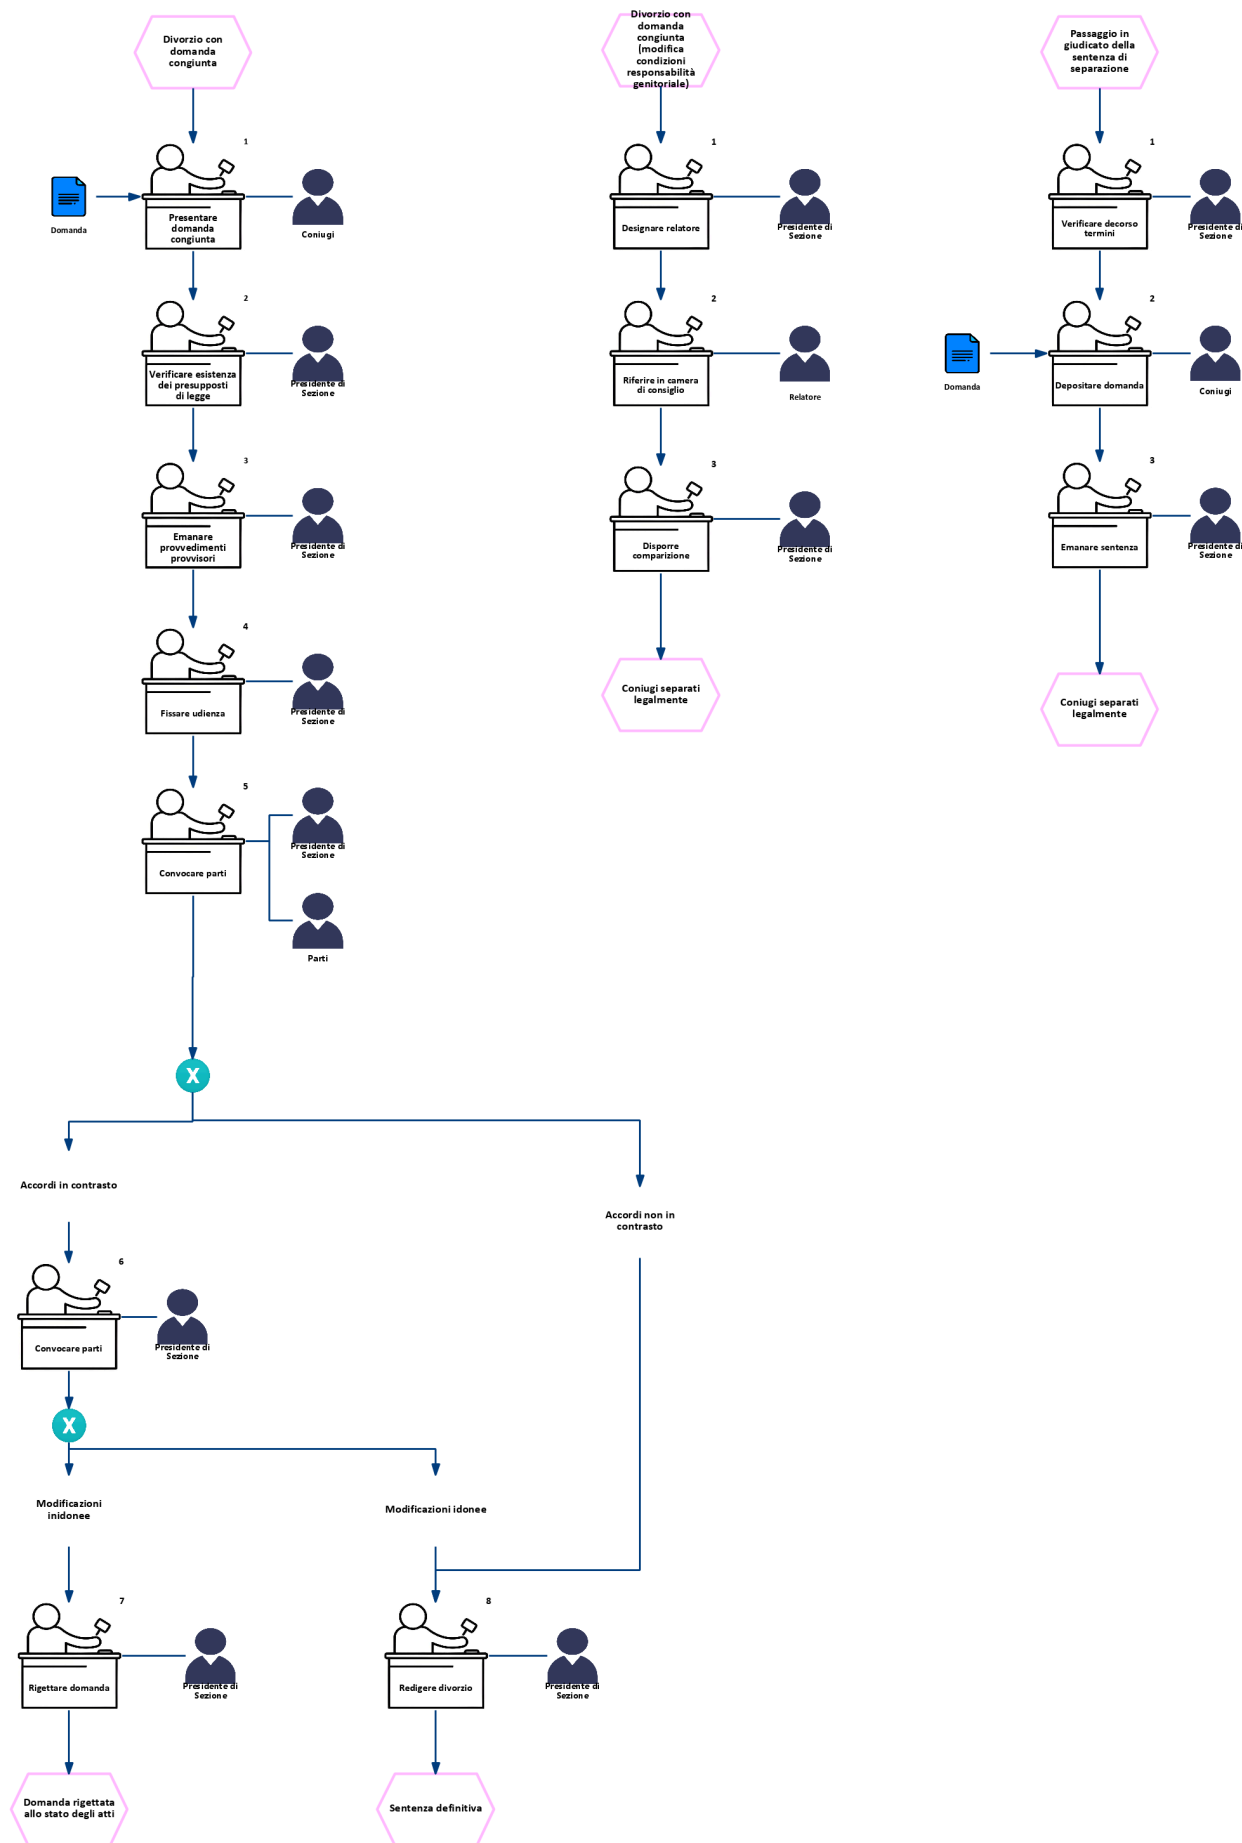 Divorzio con
domanda
congiunta
1
Domanda
Presentare
domanda
congiunta
Coniugi
2
Verificare esistenza
dei presupposti
di legge
Presidente di
Sezione
3
Emanare
provvedimenti
provvisori
Presidente di
Sezione
4
Fissare udienza
Presidente di
Sezione
5
Convocare parti
Presidente di
Sezione
Parti
X
Accordi in contrasto
Accordi non in
contrasto
6
Convocare parti
Presidente di
Sezione
X
Modificazioni
inidonee
Modificazioni idonee
7
Rigettare domanda
Presidente di
Sezione
8
Redigere divorzio
Presidente di
Sezione
Domanda rigettata
allo stato degli atti
Sentenza definitiva
Divorzio con
domanda
congiunta
(modifica
condizioni
responsabilità
genitoriale)
1
Designare relatore
Presidente di
Sezione
2
Riferire in camera
di consiglio
Relatore
3
Disporre
comparizione
Presidente di
Sezione
Coniugi separati
legalmente
Passaggio in
giudicato della
sentenza di
separazione
1
Verificare decorso
termini
Presidente di
Sezione
2
Domanda
Depositare domanda
Coniugi
3
Emanare sentenza
Presidente di
Sezione
Coniugi separati
legalmente